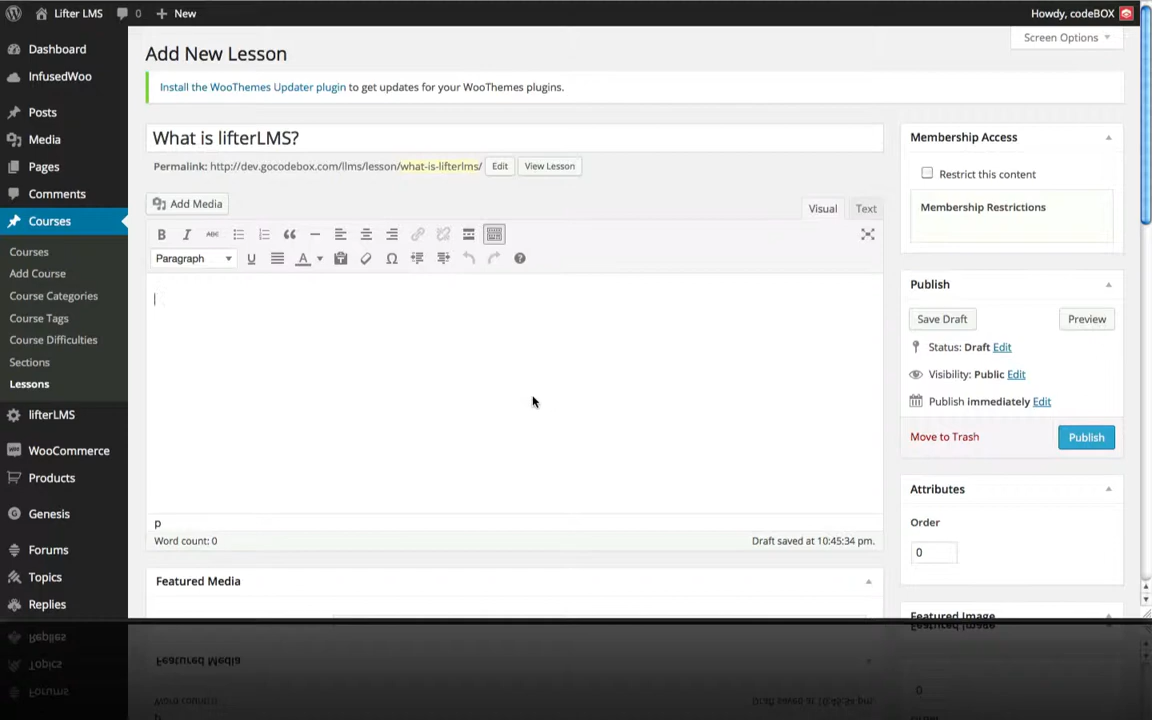 Lifter LMS 0 New Howdy, codeBOX
Dashboard
InfusedWoo
Posts
Media
Pages
Comments
Courses
Courses
Add Course
Course Categories
Course Tags
Course Difficulties
Sections
Lessons
lifterLMS
WooCommerce
Products
Genesis
Forums
Topics
Replies
Screen Options
Add New Lesson
Install the WooThemes Updater plugin to get updates for your WooThemes plugins.
What is lifterLMS?
Permalink: http://dev.gocodebox.com/llms/lesson/what-is-lifterlms/ Edit View Lesson
Add Media Visual Text
B I ABC
Paragraph U A Ω ?
p
Word count: 0 Draft saved at 10:45:34 pm.
Featured Media
Membership Access
Restrict this content
Membership Restrictions
Publish
Save Draft Preview
Status: Draft Edit
Visibility: Public Edit
Publish immediately Edit
Move to Trash Publish
Attributes
Order
0
Featured Image